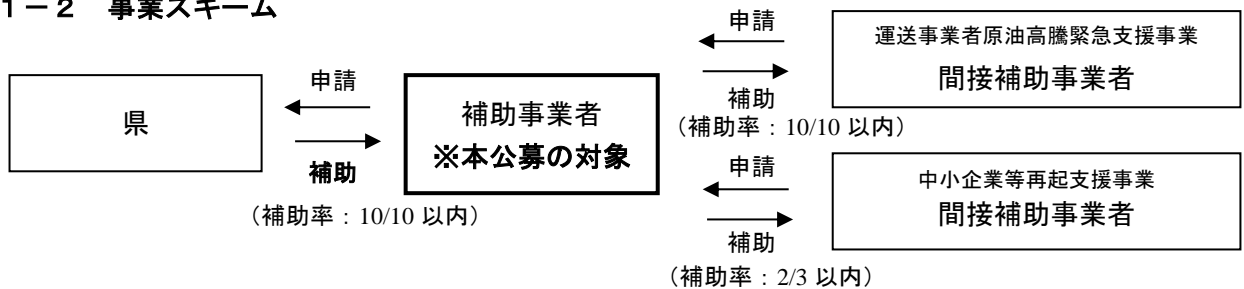 １－２　事業スキーム
県
申請
補助
（補助率：10/10 以内）
補助事業者
※本公募の対象
申請
補助
（補助率：10/10 以内）
運送事業者原油高騰緊急支援事業
間接補助事業者
申請
補助
（補助率：2/3 以内）
中小企業等再起支援事業
間接補助事業者